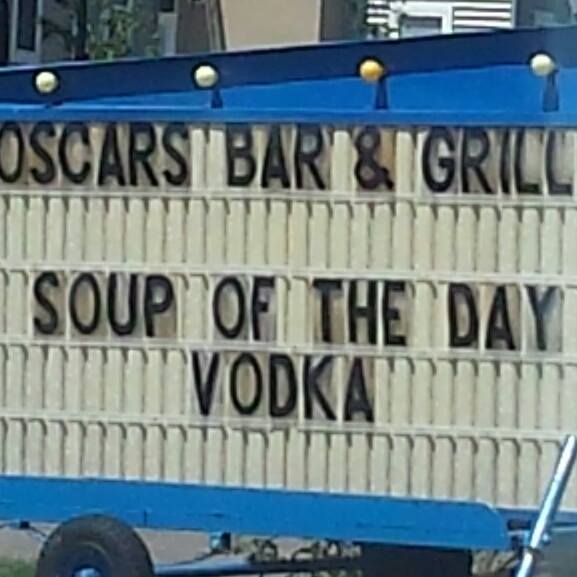 OSCARS BAR & GRILL
SOUP OF THE DAY
VODKA